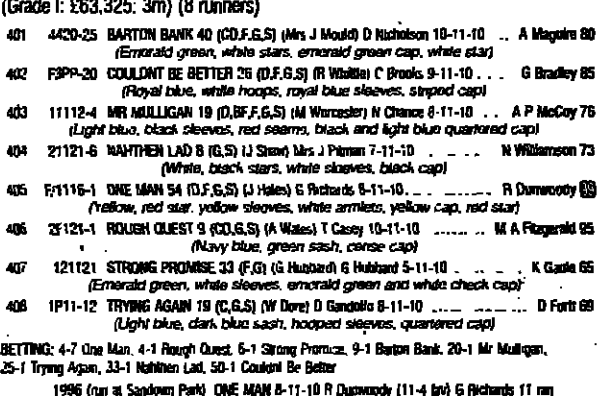 (Grade I: £63,325: 3m) (8 runners)
401 4420-25 BARTON BANK 40 (CD,F,G,S) (Mrs J Mould) D Nicholson 10-11-10 .. A Maguire 80
(Emerald green, white stars, emerald green cap, white star)
402 F3PP-20 COULDNT BE BETTER 26 (D,F,G,S) (R Whittle) C Brooks 9-11-10 . . . G Bradley 85
(Royal blue, white hoops, royal blue sleeves, striped cap)
403 11112-4 MR MULLIGAN 19 (D,BF,F,G,S) (M Worcester) N Chance 8-11-10 . . A P McCoy 76
(Light blue, black sleeves, red seams, black and light blue quartered cap)
404 21121-6 NAHTHEN LAD 8 (G,S) (J Shaw) Mrs J Pitman 7-11-10 . . . . N Williamson 73
(White, black stars, white sleeves, black cap)
405 F/1116-1 ONE MAN 54 (D,F,G,S) (J Hales) G Richards 8-11-10 . . . . . . . R Dunwoody
(Yellow, red star, yellow sleeves, white armlets, yellow cap, red star)
406 2F121-1 ROUGH QUEST 9 (CD,G,S) (A Wates) T Casey 10-11-10 . . . . . . . M A Fitzgerald 95
(Navy blue, green sash, cerise cap)
407 121121 STRONG PROMISE 33 (F,G) (G Hubbard) G Hubbard 5-11-10 . . . . K Gaule 65
(Emerald green, white sleeves, emerald green and white check cap)
408 1P11-12 TRYING AGAIN 19 (C,G,S) (W Dore) D Gandolfo 8-11-10 . . . . . . . D Fortt 69
(Light blue, dark blue sash, hooped sleeves, quartered cap)
BETTING: 4-7 One Man, 4-1 Rough Quest, 6-1 Strong Promise, 9-1 Barton Bank, 20-1 Mr Mulligan,
25-1 Trying Again, 33-1 Nahthen Lad, 50-1 Couldnt Be Better
1996 (run at Sandown Park) ONE MAN 8-11-10 R Dunwoody (11-4 fav) G Richards 11 ran